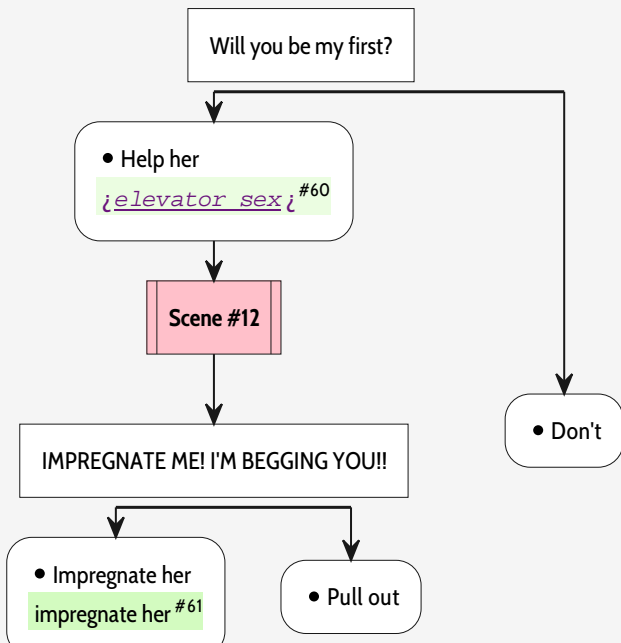 Will you be my first?
• Help her
¿elevator sex¿ #60
Scene #12
IMPREGNATE ME! I'M BEGGING YOU!!
• Don't
• Impregnate her
impregnate her #61
• Pull out